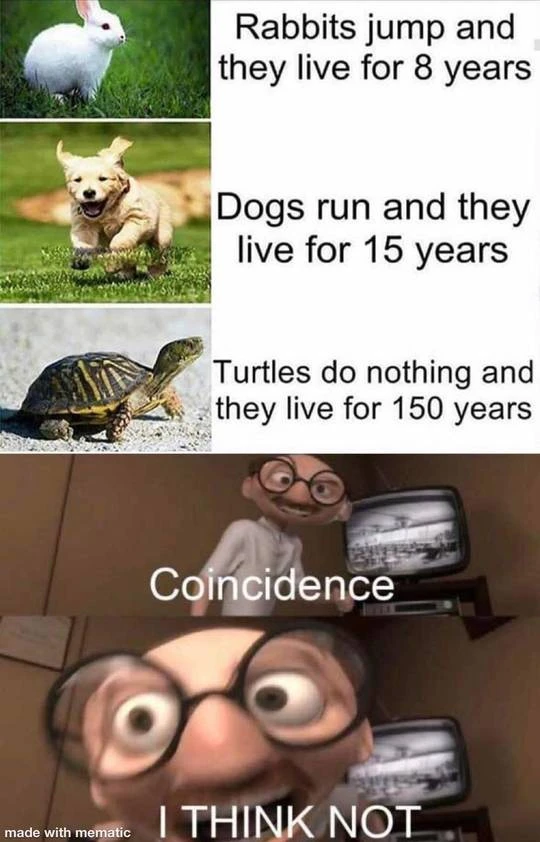 Rabbits jump and
they live for 8 years
Dogs run and they
live for 15 years
Turtles do nothing and
they live for 150 years
Coincidence
I THINK NOT
made with mematic